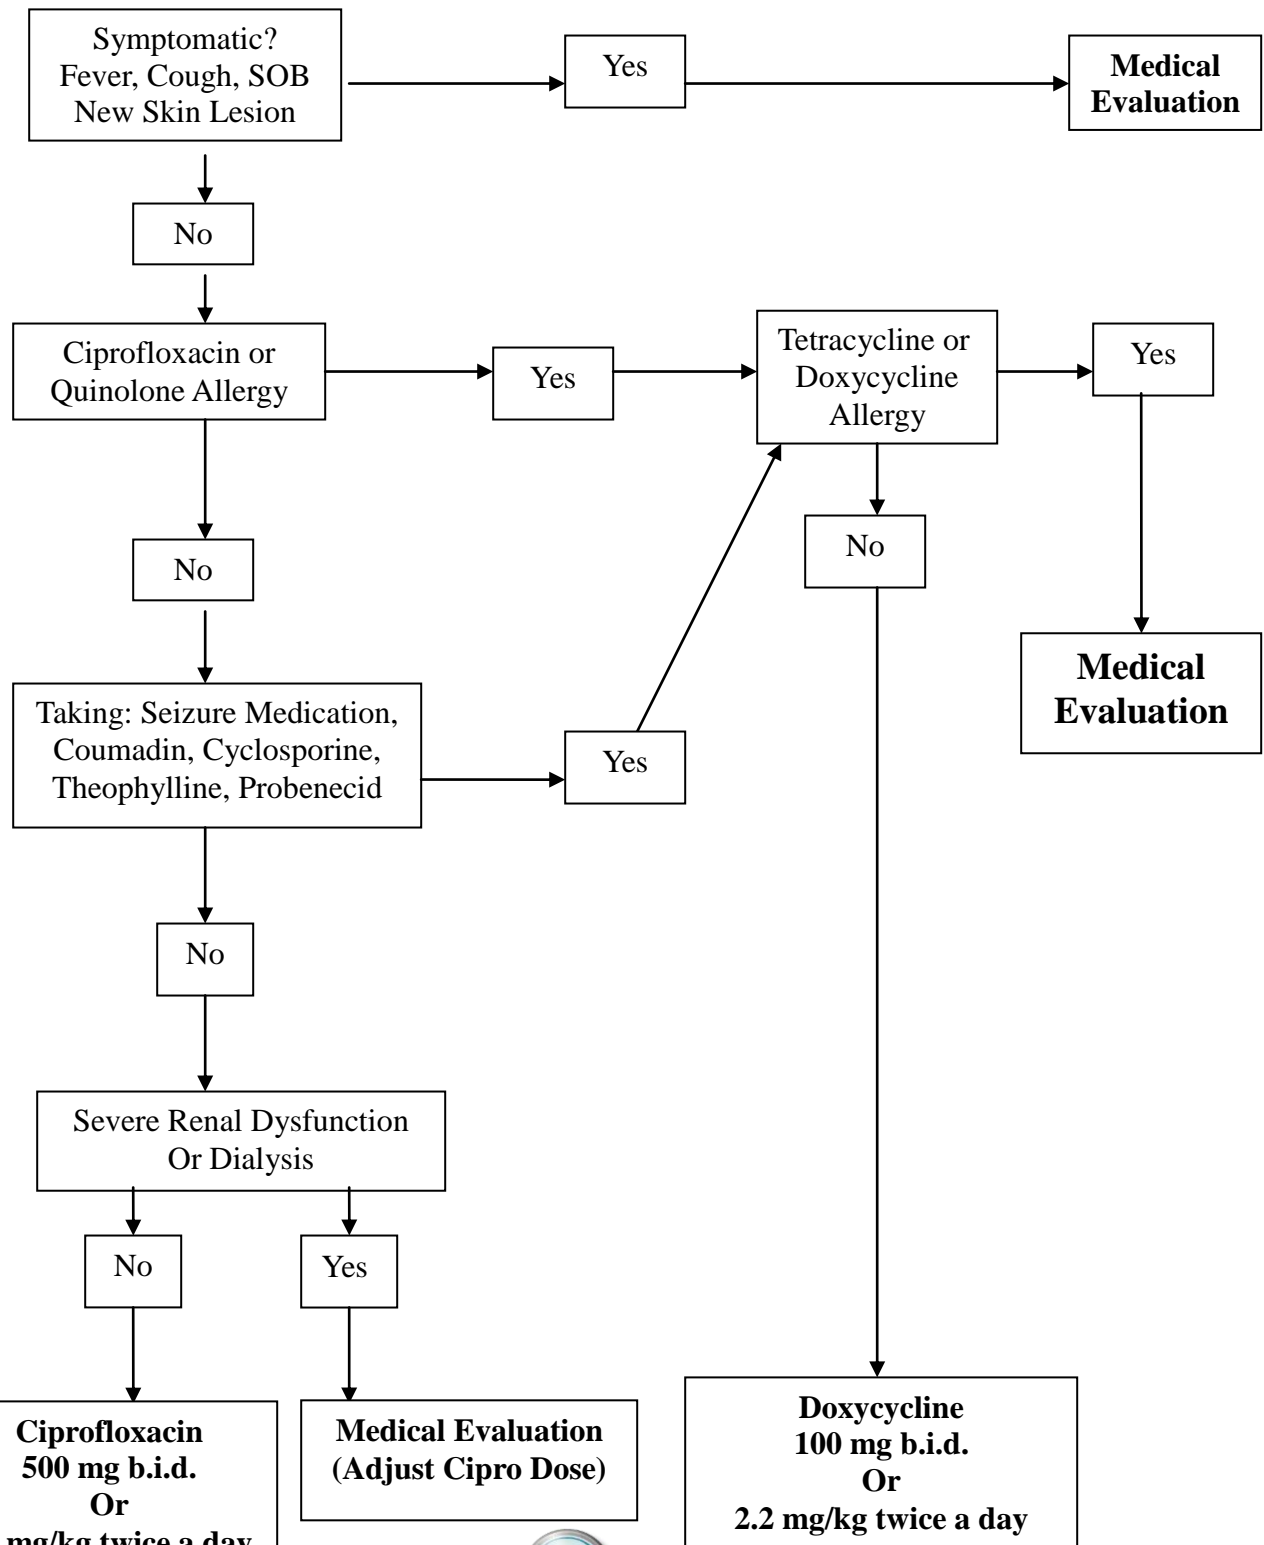 Symptomatic?
Fever, Cough, SOB
New Skin Lesion
Yes
Medical
Evaluation
No
Ciprofloxacin or
Quinolone Allergy
Yes
Tetracycline or
Doxycycline
Allergy
Yes
No
No
Medical
Evaluation
Taking: Seizure Medication,
Coumadin, Cyclosporine,
Theophylline, Probenecid
Yes
No
Severe Renal Dysfunction
Or Dialysis
No
Yes
Ciprofloxacin
500 mg b.i.d.
Or
mg/kg twice a day
Medical Evaluation
(Adjust Cipro Dose)
Doxycycline
100 mg b.i.d.
Or
2.2 mg/kg twice a day